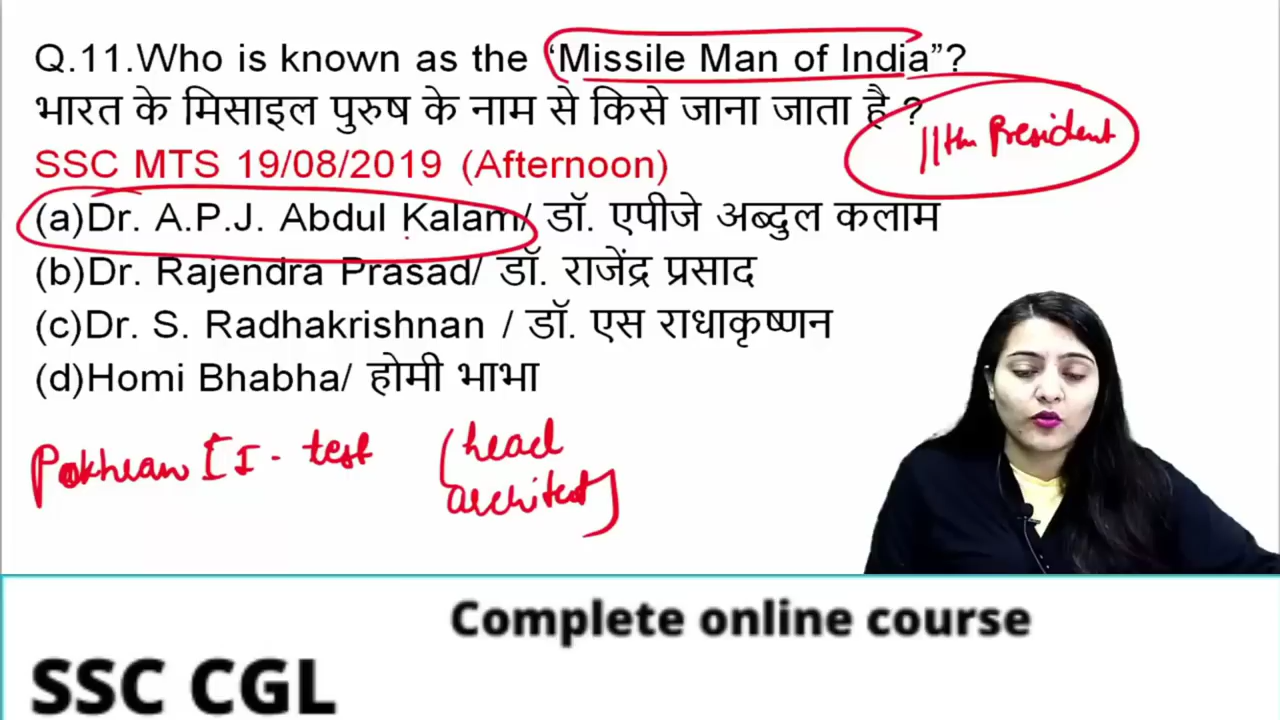 Q.11.Who is known as the ‘Missile Man of India”?
भारत के मिसाइल पुरुष के नाम से किसे जाना जाता है ?
11th President
SSC MTS 19/08/2019 (Afternoon)
(a)Dr. A.P.J. Abdul Kalam/ डॉ. एपीजे अब्दुल कलाम
(b)Dr. Rajendra Prasad/ डॉ. राजेंद्र प्रसाद
(c)Dr. S. Radhakrishnan / डॉ. एस राधाकृष्णन
(d)Homi Bhabha/ होमी भाभा
Pokhran II - test (head
architect)
Complete online course
SSC CGL